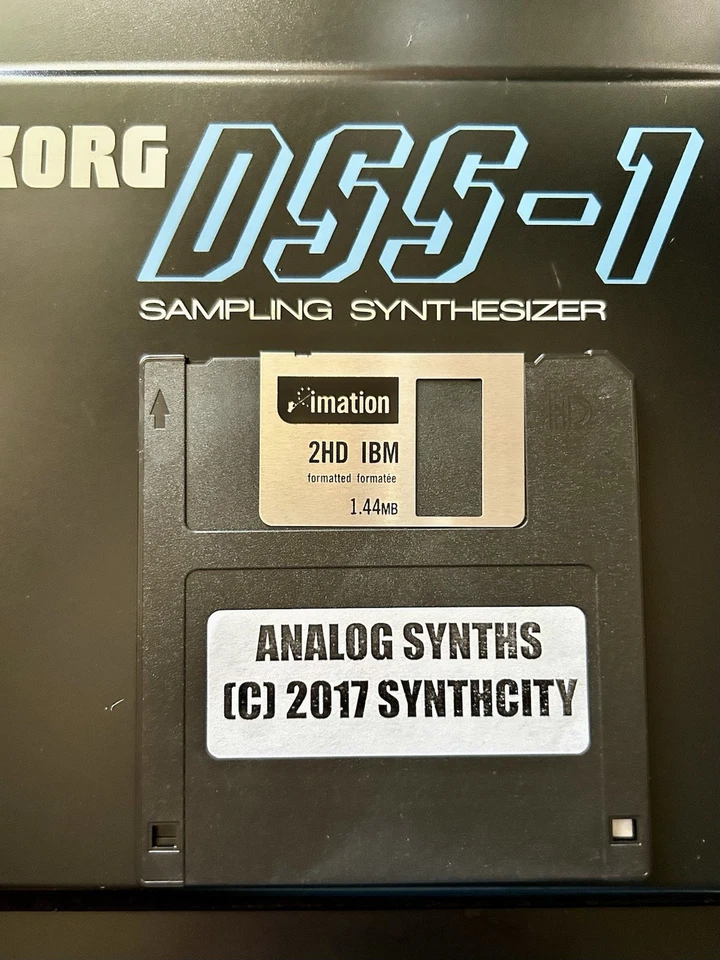 KORG DSS-1
SAMPLING SYNTHESIZER
imation
2HD IBM
formatted formatée
1.44MB
HD
ANALOG SYNTHS
(C) 2017 SYNTHCITY